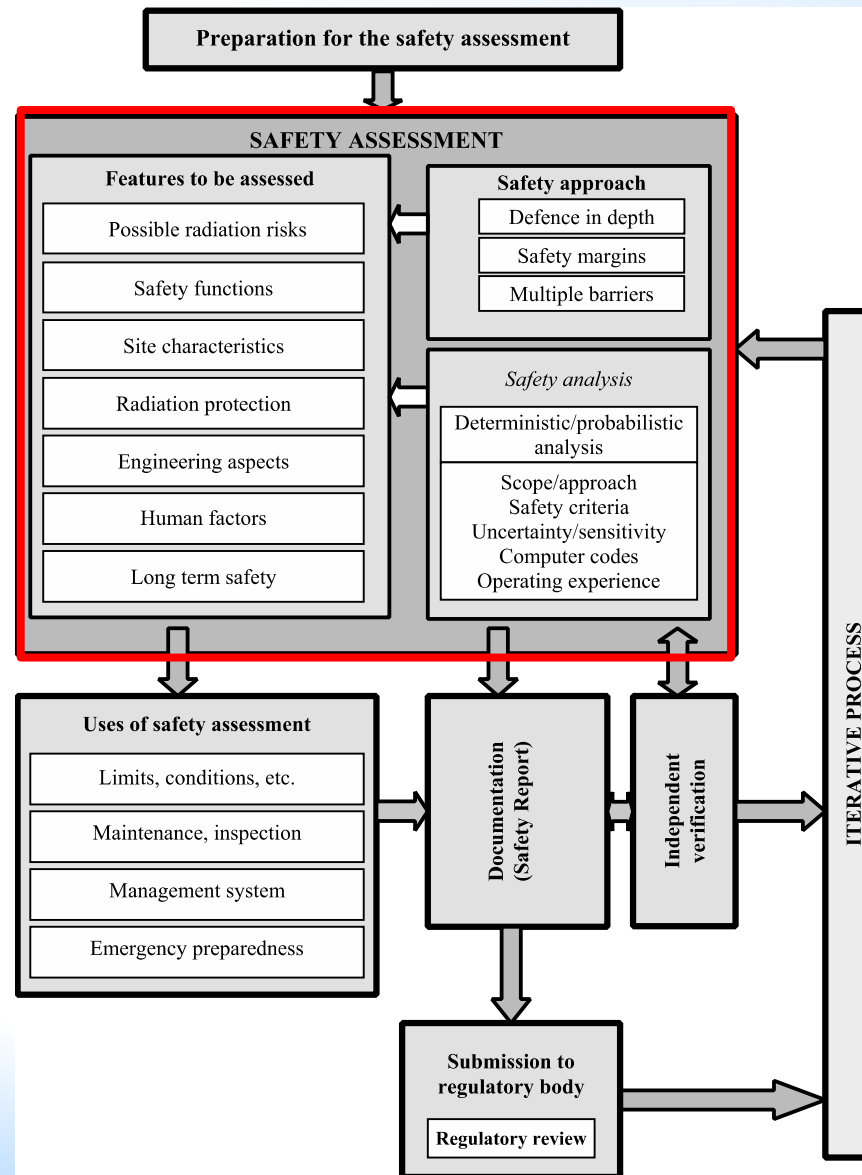 Preparation for the safety assessment
SAFETY ASSESSMENT
Features to be assessed
Possible radiation risks
Safety functions
Site characteristics
Radiation protection
Engineering aspects
Human factors
Long term safety
Safety approach
Defence in depth
Safety margins
Multiple barriers
Safety analysis
Deterministic/probabilistic
analysis
Scope/approach
Safety criteria
Uncertainty/sensitivity
Computer codes
Operating experience
Uses of safety assessment
Limits, conditions, etc.
Maintenance, inspection
Management system
Emergency preparedness
Documentation
(Safety Report)
Independent
verification
ITERATIVE PROCESS
Submission to
regulatory body
Regulatory review